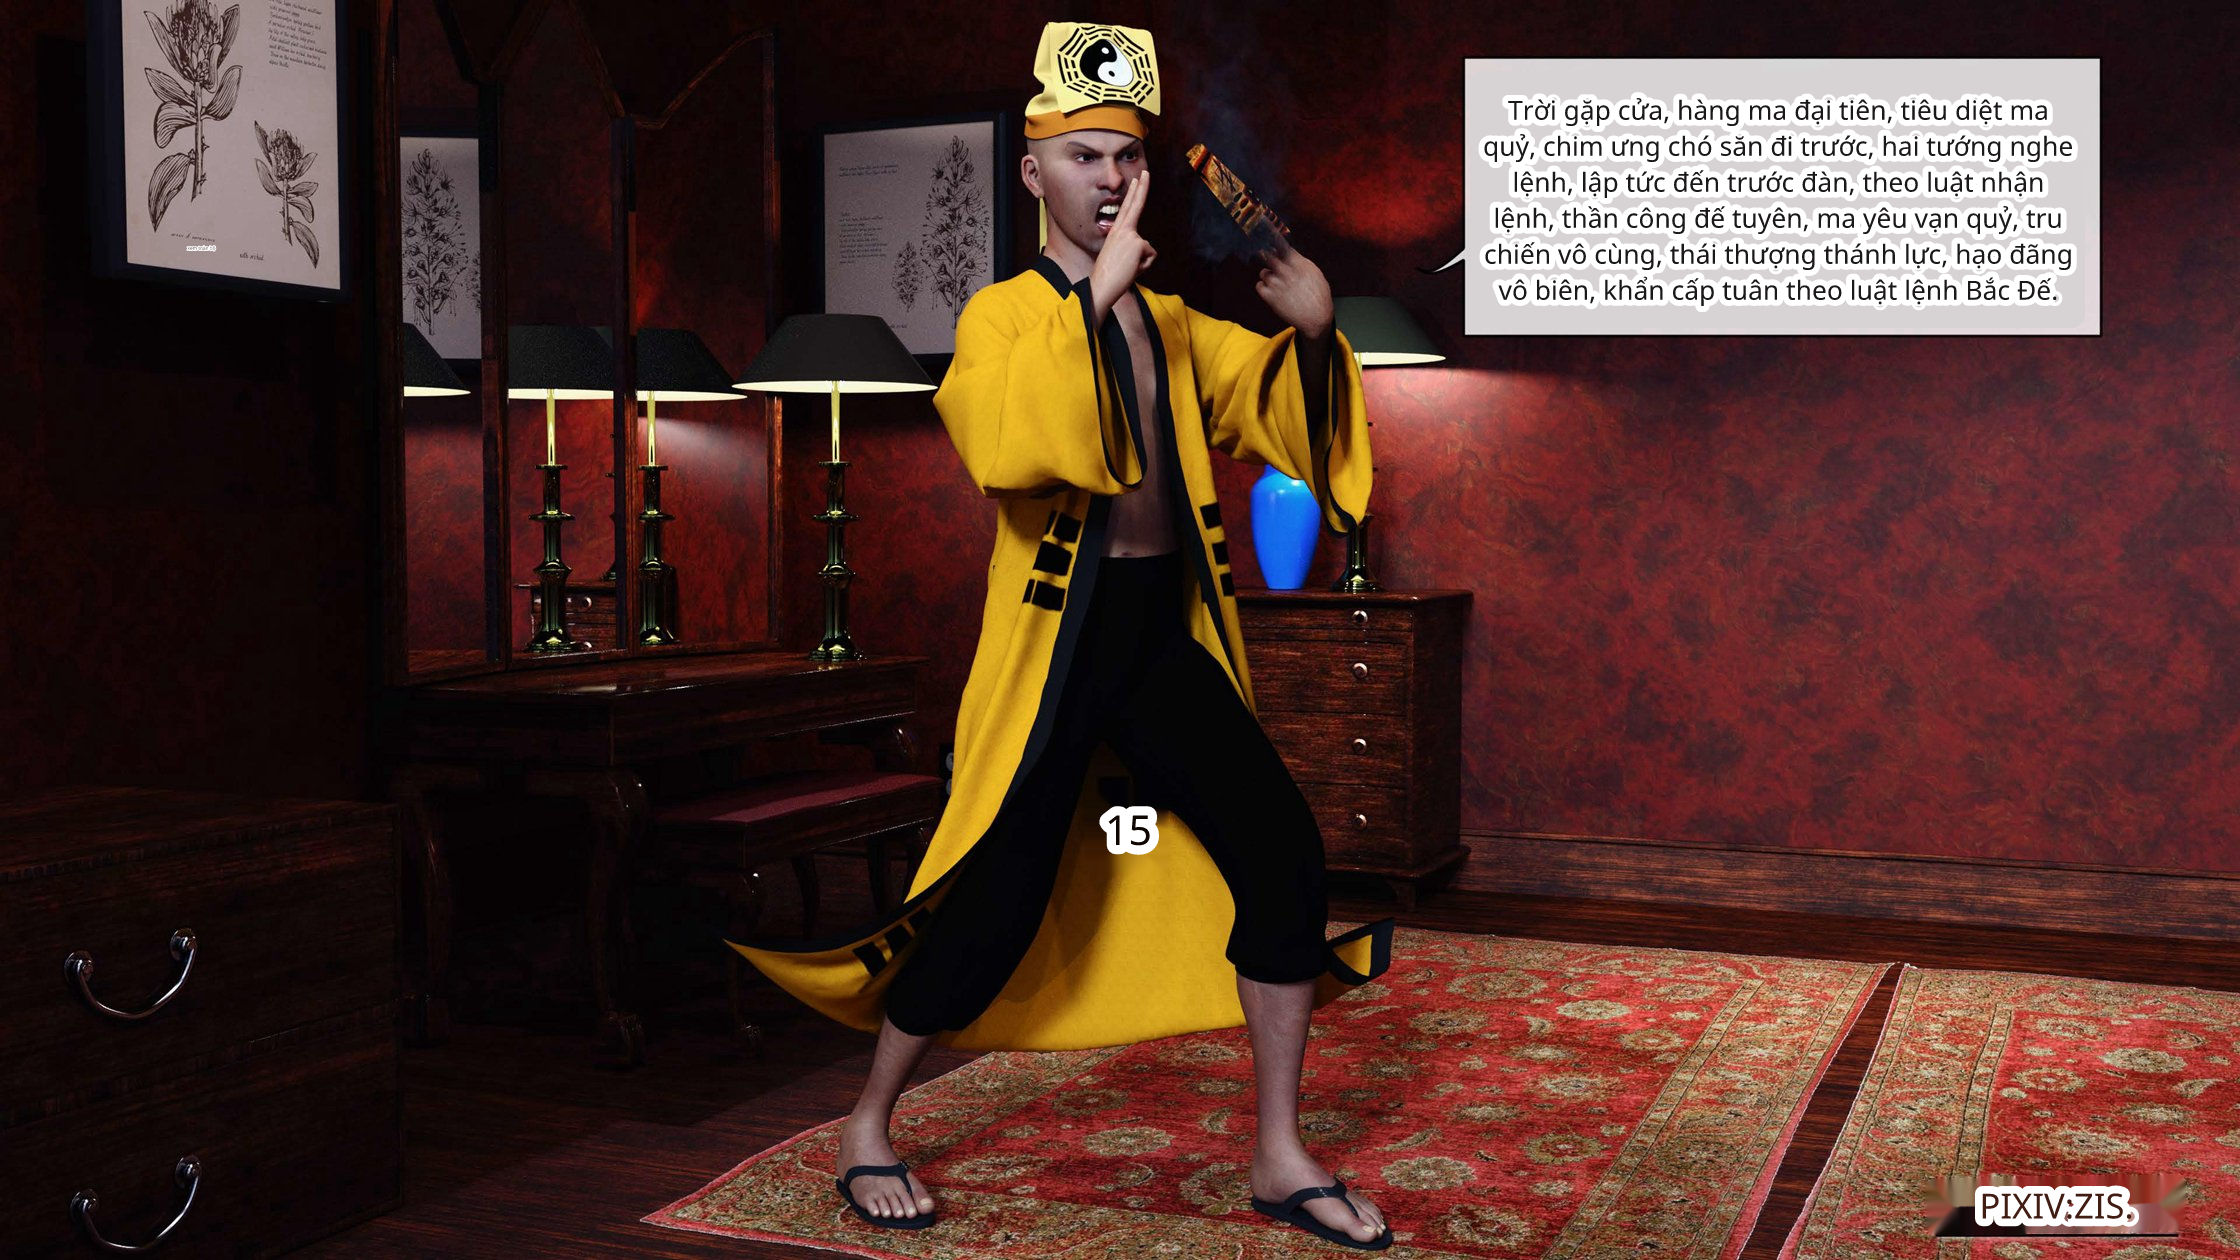 Trời gặp cửa, hàng ma đại tiên, tiêu diệt ma
quỷ, chim ưng chó săn đi trước, hai tướng nghe
lệnh, lập tức đến trước đàn, theo luật nhận
lệnh, thần công đế tuyên, ma yêu vạn quỷ, tru
chiến vô cùng, thái thượng thánh lực, hạo đãng
vô biên, khẩn cấp tuân theo luật lệnh Bắc Đế.
15
PIXIV:ZIS.